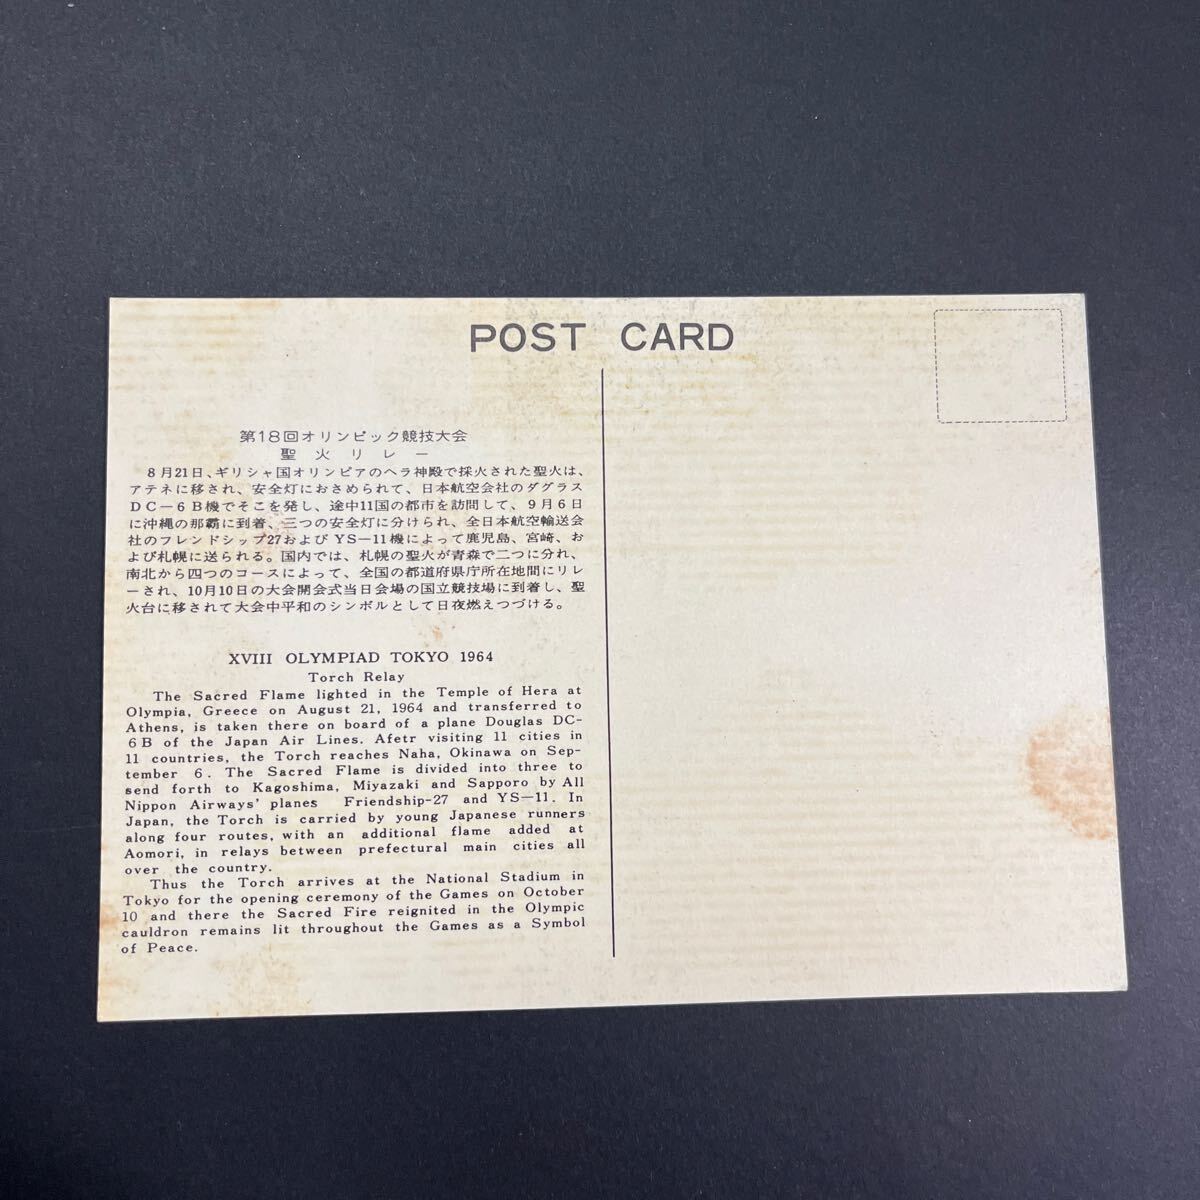 POST CARD
第18回オリンピック競技大会
聖火リレー
8月21日、ギリシャ国オリンピアのヘラ神殿で採火された聖火は、
アテネに移され、安全灯におさめられて、日本航空会社のダグラス
DC－6B機でそこを発し、途中11国の都市を訪問して、9月6日
に沖縄の那覇に到着、三つの安全灯に分けられ、全日本航空輸送会
社のフレンドシップ27およびYS－11機によって鹿児島、宮崎、お
よび札幌に送られる。国内では、札幌の聖火が青森で二つに分れ、
南北から四つのコースによって、全国の都道府県庁所在地間にリレ
ーされ、10月10日の大会開会式当日会場の国立競技場に到着し、聖
火台に移されて大会中平和のシンボルとして日夜燃えつづける。
XVIII OLYMPIAD TOKYO 1964
Torch Relay
The Sacred Flame lighted in the Temple of Hera at
Olympia, Greece on August 21, 1964 and transferred to
Athens, is taken there on board of a plane Douglas DC-
6B of the Japan Air Lines. Afetr visiting 11 cities in
11 countries, the Torch reaches Naha, Okinawa on Sep-
tember 6. The Sacred Flame is divided into three to
send forth to Kagoshima, Miyazaki and Sapporo by All
Nippon Airways' planes Friendship-27 and YS—11. In
Japan, the Torch is carried by young Japanese runners
along four routes, with an additional flame added at
Aomori, in relays between prefectural main cities all
over the country.
Thus the Torch arrives at the National Stadium in
Tokyo for the opening ceremony of the Games on October
10 and there the Sacred Fire reignited in the Olympic
cauldron remains lit throughout the Games as a Symbol
of Peace.